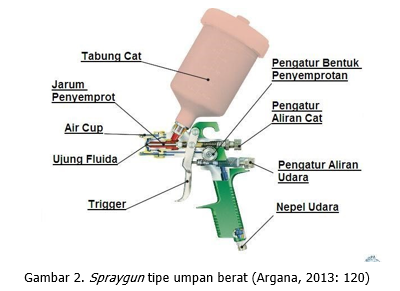 Tabung Cat
Pengatur Bentuk
Penyemprotan
Jarum
Penyemprot
Pengatur
Aliran Cat
Air Cup
Ujung Fluida
Pengatur Aliran
Udara
Trigger
Nepel Udara
Gambar 2. Spraygun tipe umpan berat (Argana, 2013: 120)